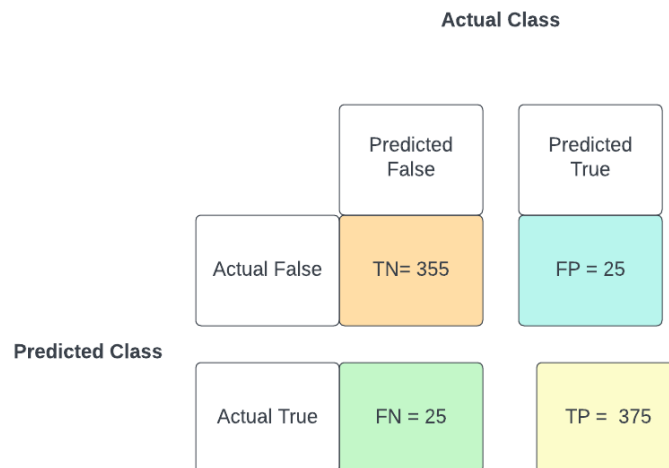 Actual Class
Predicted
False
Predicted
True
Actual False
TN= 355
FP = 25
Predicted Class
Actual True
FN = 25
TP =  375